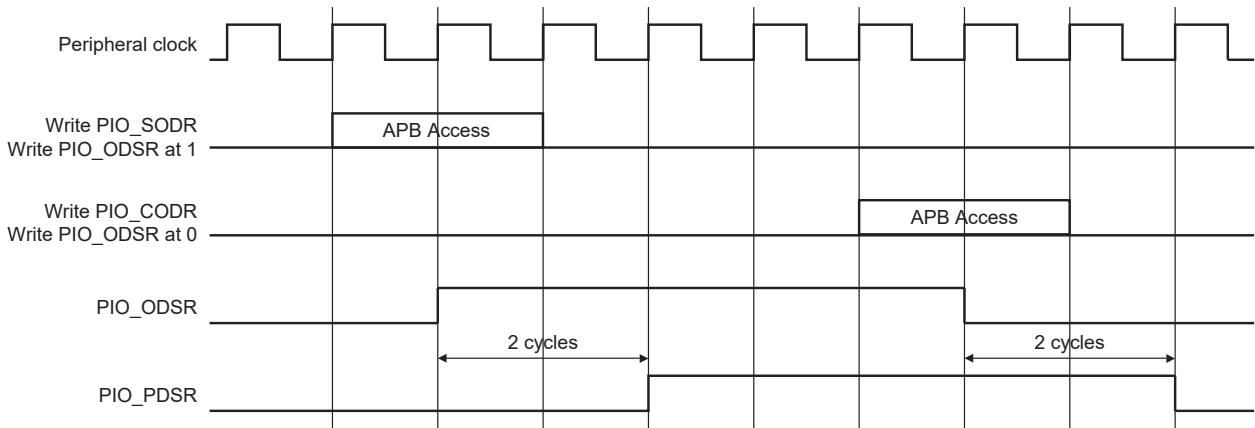 Peripheral clock
Write PIO_SODR
Write PIO_ODSR at 1
APB Access
Write PIO_CODR
Write PIO_ODSR at 0
APB Access
PIO_ODSR
2 cycles
2 cycles
PIO_PDSR